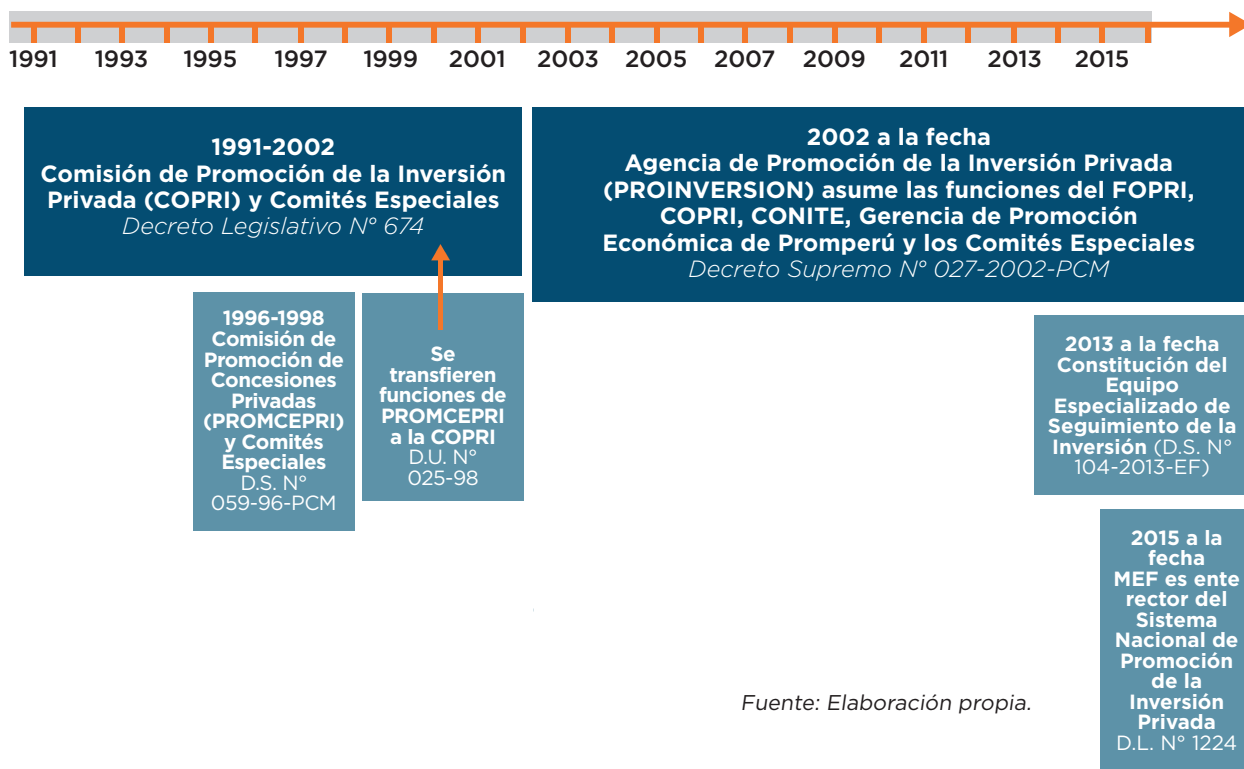 1991 1993 1995 1997 1999 2001 2003 2005 2007 2009 2011 2013 2015
1991-2002
Comisión de Promoción de la Inversión
Privada (COPRI) y Comités Especiales
Decreto Legislativo N° 674
2002 a la fecha
Agencia de Promoción de la Inversión Privada
(PROINVERSION) asume las funciones del FOPRI,
COPRI, CONITE, Gerencia de Promoción
Económica de Promperú y los Comités Especiales
Decreto Supremo N° 027-2002-PCM
1996-1998
Comisión de
Promoción de
Concesiones
Privadas
(PROMCEPRI)
y Comités
Especiales
D.S. N°
059-96-PCM
Se
transfieren
funciones de
PROMCEPRI
a la COPRI
D.U. N°
025-98
2013 a la fecha
Constitución del
Equipo
Especializado de
Seguimiento de la
Inversión (D.S. N°
104-2013-EF)
2015 a la
fecha
MEF es ente
rector del
Sistema
Nacional de
Promoción
de la
Inversión
Privada
D.L. N° 1224
Fuente: Elaboración propia.